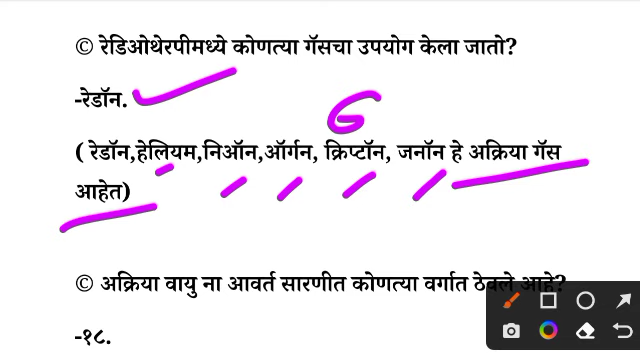 © रेडिओथेरपीमध्ये कोणत्या गॅसचा उपयोग केला जातो?
-रेडॉन.
6
( रेडॉन,हेलियम,निऑन,ऑर्गन, क्रिप्टॉन, जनॉन हे अक्रिया गॅस
आहेत)
© अक्रिया वायु ना आवर्त सारणीत कोणत्या वर्गात ठेवले आहे?
-१८.